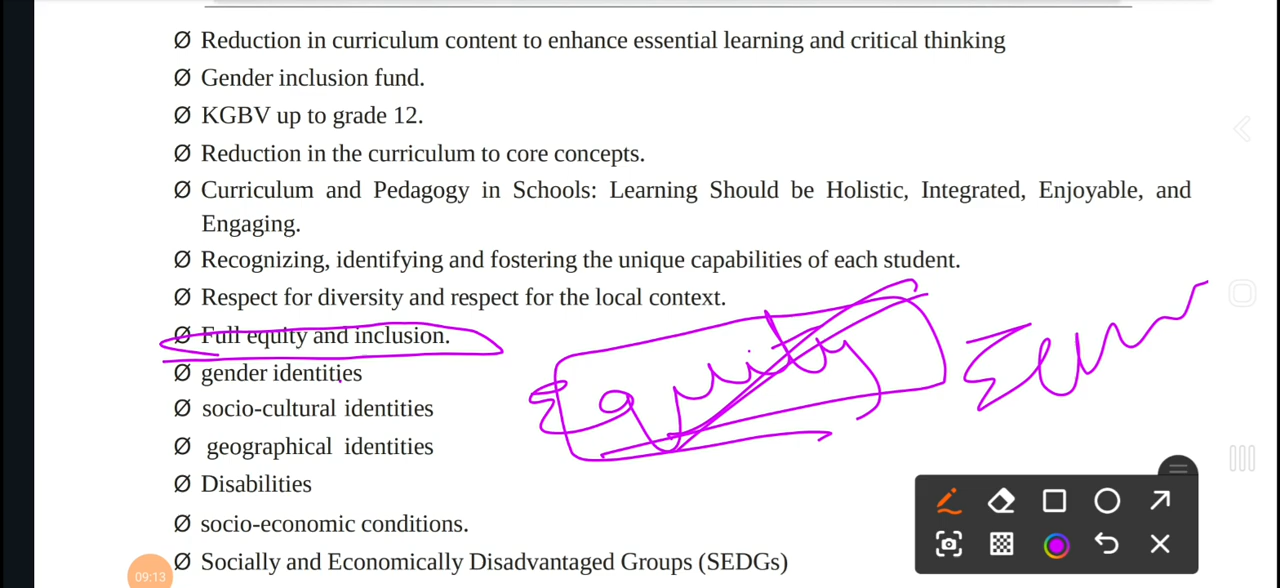 Ø Reduction in curriculum content to enhance essential learning and critical thinking
Ø Gender inclusion fund.
Ø KGBV up to grade 12.
Ø Reduction in the curriculum to core concepts.
Ø Curriculum and Pedagogy in Schools: Learning Should be Holistic, Integrated, Enjoyable, and
Engaging.
Ø Recognizing, identifying and fostering the unique capabilities of each student.
Ø Respect for diversity and respect for the local context.
Ø Full equity and inclusion.
Equity
Ø gender identities
Ø socio-cultural identities
Ø geographical identities
Ø Disabilities
Ø socio-economic conditions.
Ø Socially and Economically Disadvantaged Groups (SEDGs)
09:13